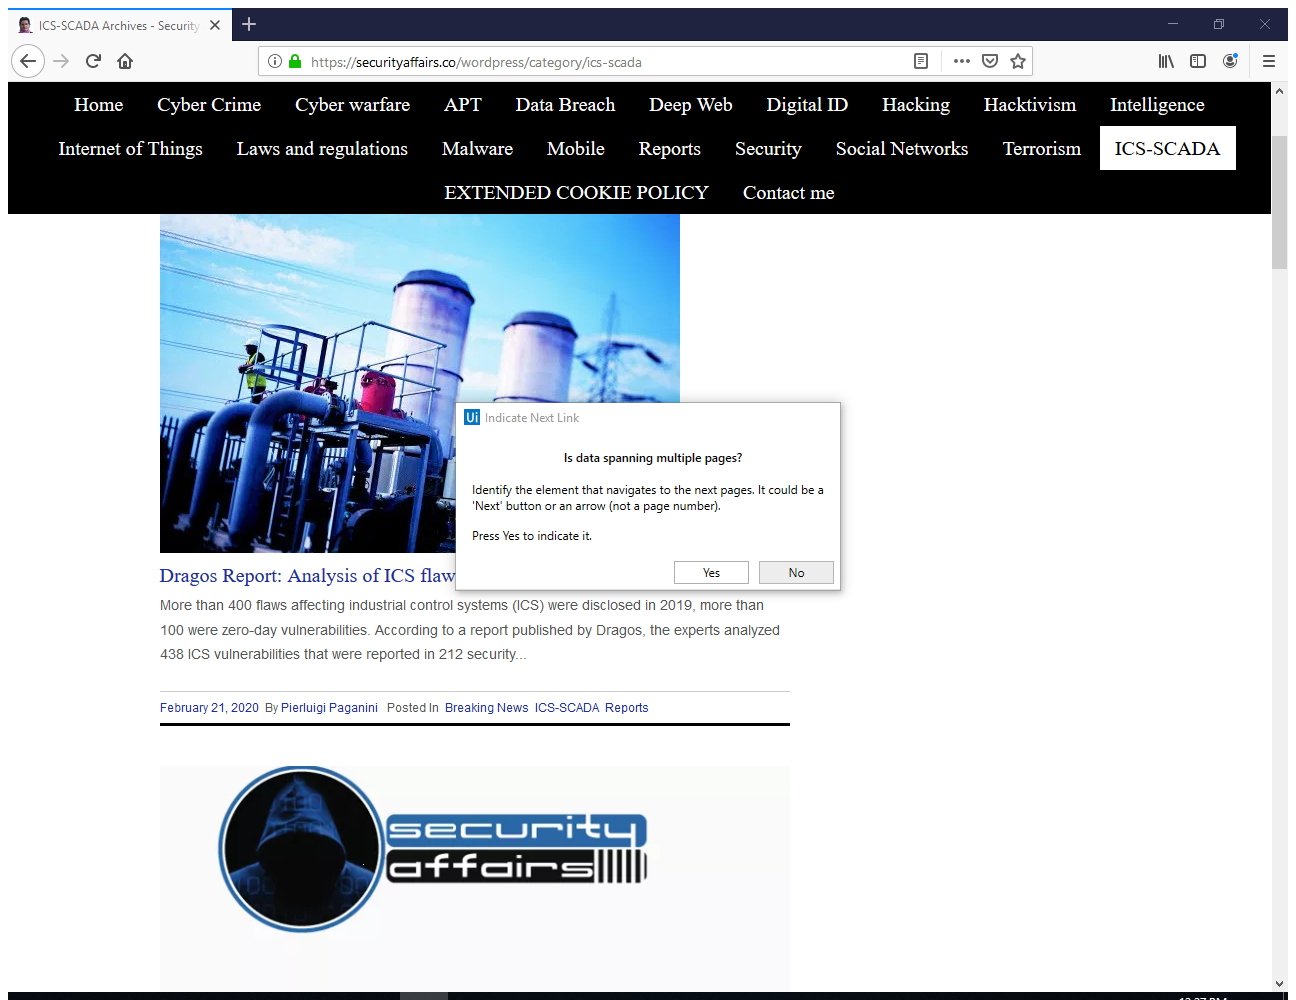 ICS-SCADA Archives - Security
https://securityaffairs.co/wordpress/category/ics-scada
Home Cyber Crime Cyber warfare APT Data Breach Deep Web Digital ID Hacking Hacktivism Intelligence
Internet of Things Laws and regulations Malware Mobile Reports Security Social Networks Terrorism ICS-SCADA
EXTENDED COOKIE POLICY Contact me
Ui Indicate Next Link
Is data spanning multiple pages?
Identify the element that navigates to the next pages. It could be a
'Next' button or an arrow (not a page number).
Press Yes to indicate it.
Yes No
Dragos Report: Analysis of ICS flaw
More than 400 flaws affecting industrial control systems (ICS) were disclosed in 2019, more than
100 were zero-day vulnerabilities. According to a report published by Dragos, the experts analyzed
438 ICS vulnerabilities that were reported in 212 security...
February 21, 2020 By Pierluigi Paganini Posted In Breaking News ICS-SCADA Reports
security
affairs